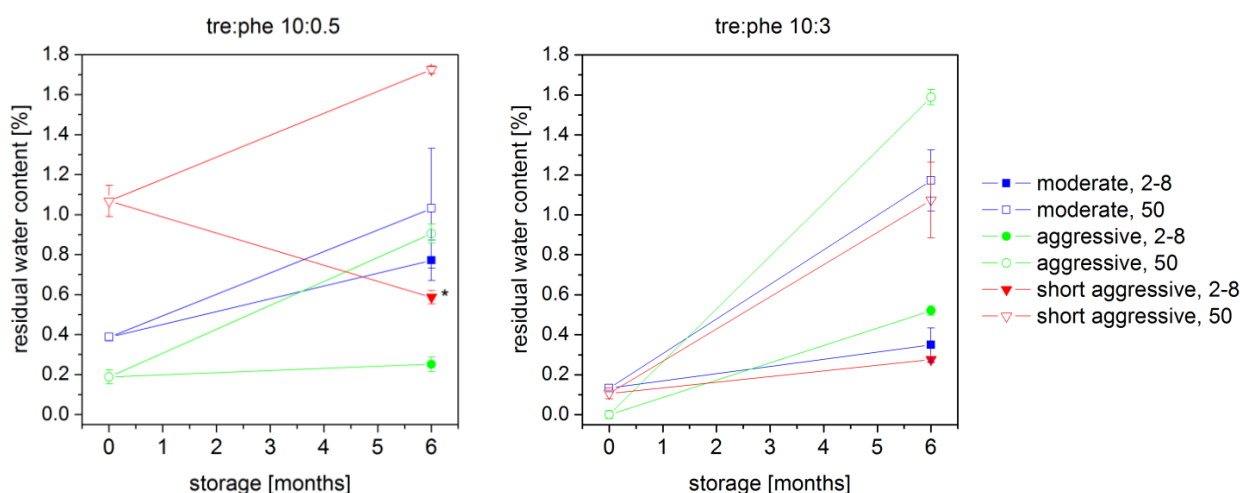 tre:phe 10:0.5
residual water content [%]
1.8
1.6
1.4
1.2
1.0
0.8
0.6
0.4
0.2
0.0
*
0 1 2 3 4 5 6
storage [months]
tre:phe 10:3
residual water content [%]
1.8
1.6
1.4
1.2
1.0
0.8
0.6
0.4
0.2
0.0
0 1 2 3 4 5 6
storage [months]
moderate, 2-8
moderate, 50
aggressive, 2-8
aggressive, 50
short aggressive, 2-8
short aggressive, 50